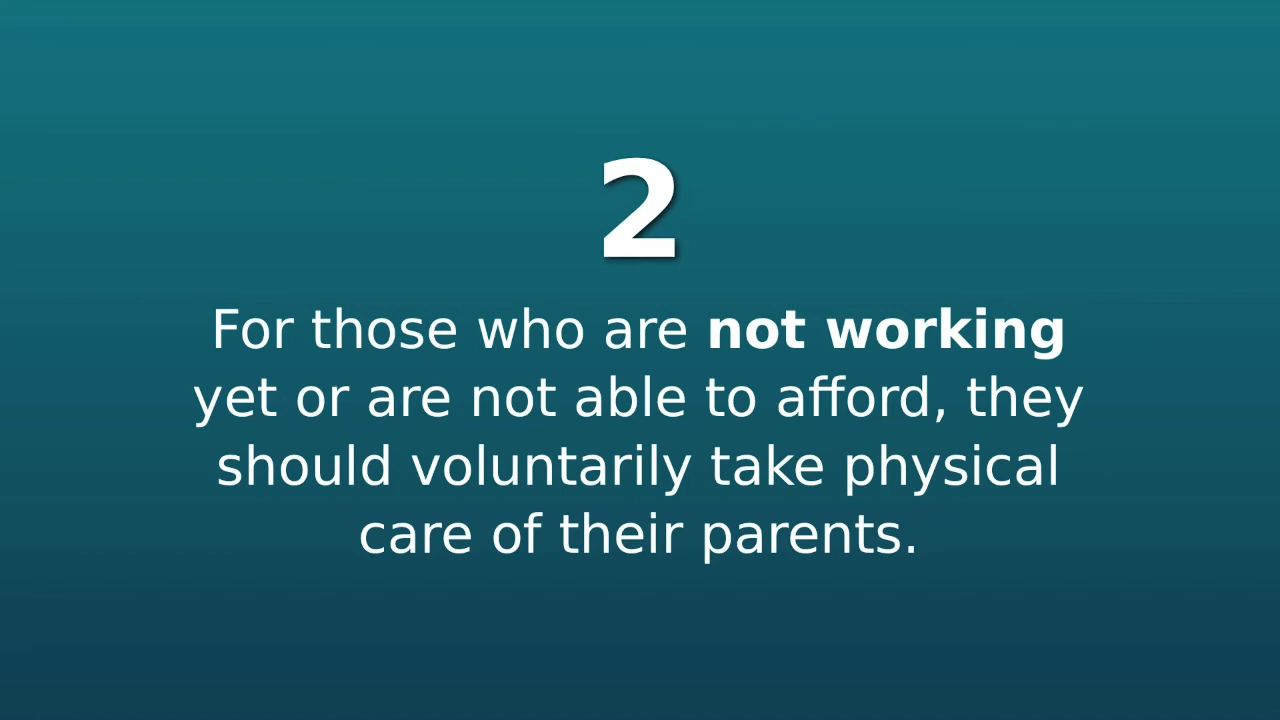 2
For those who are not working
yet or are not able to afford, they
should voluntarily take physical
care of their parents.